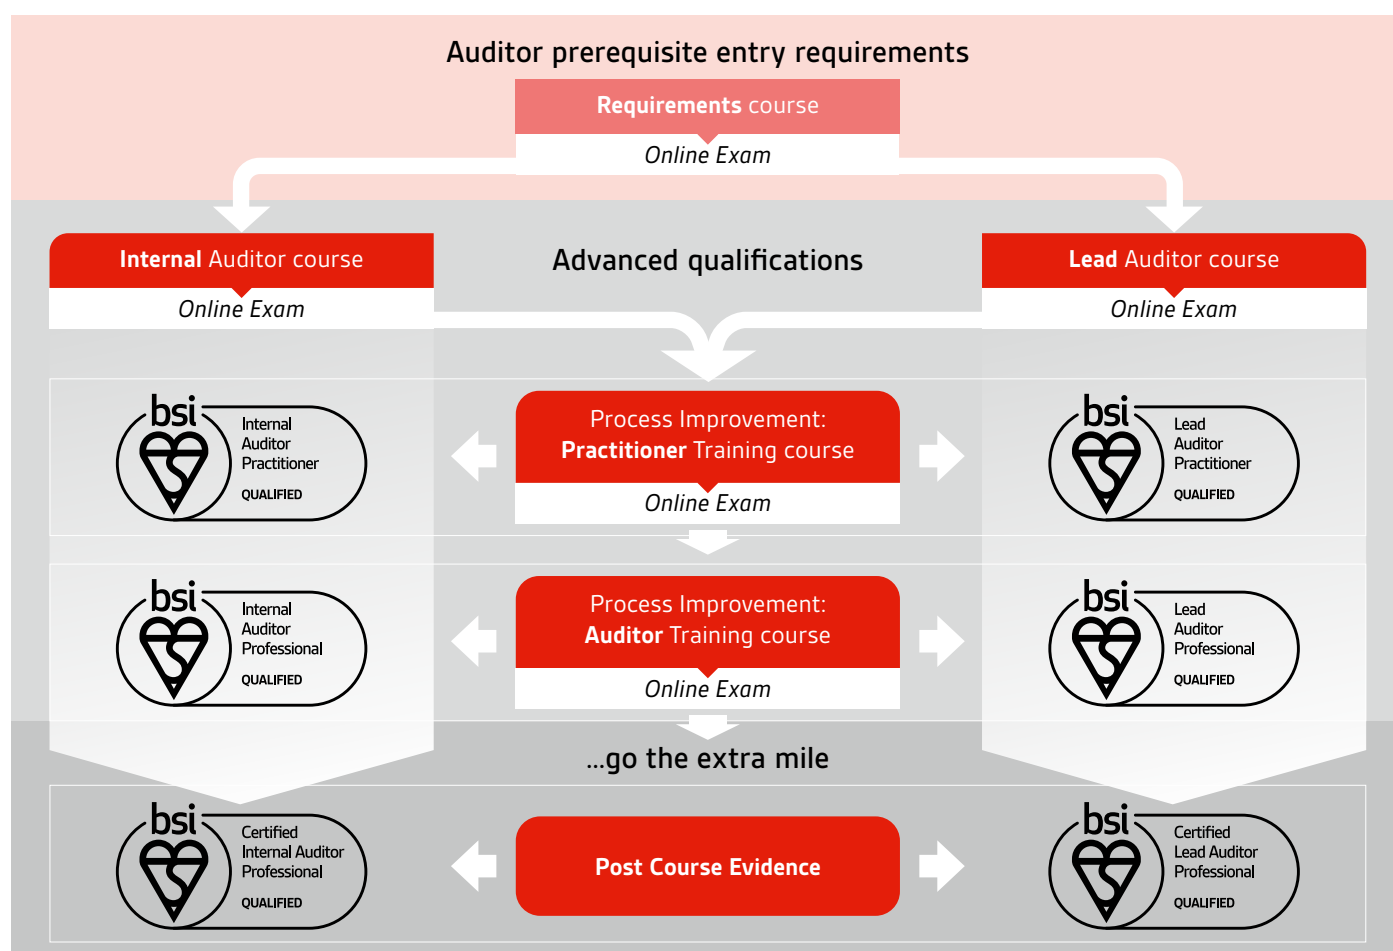 Auditor prerequisite entry requirements
Requirements course
Online Exam
Internal Auditor course
Online Exam
Advanced qualifications
Lead Auditor course
Online Exam
bsi
Internal
Auditor
Practitioner
QUALIFIED
Process Improvement:
Practitioner Training course
Online Exam
bsi
Lead
Auditor
Practitioner
QUALIFIED
bsi
Internal
Auditor
Professional
QUALIFIED
Process Improvement:
Auditor Training course
Online Exam
bsi
Lead
Auditor
Professional
QUALIFIED
...go the extra mile
bsi
Certified
Internal Auditor
Professional
QUALIFIED
Post Course Evidence
bsi
Certified
Lead Auditor
Professional
QUALIFIED